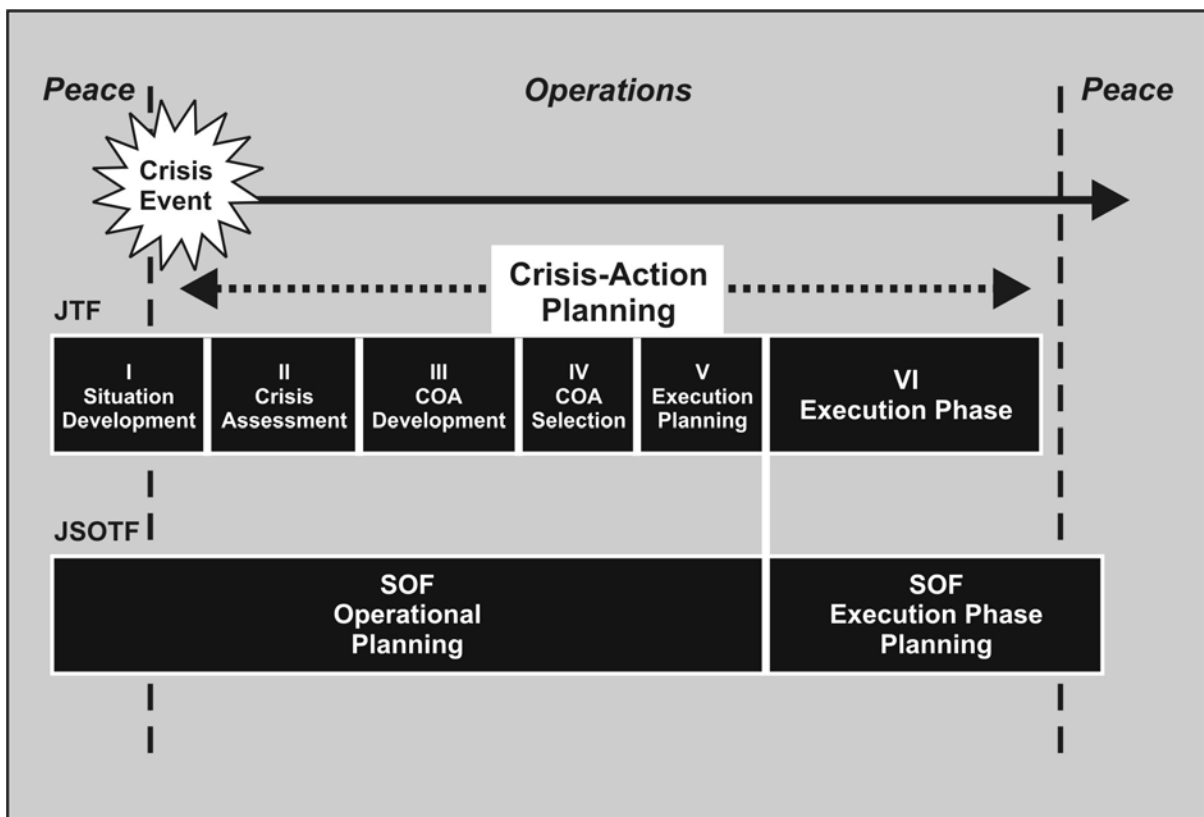 Peace
Operations
Peace
Crisis
Event
Crisis-Action
Planning
JTF
I
Situation
Development
II
Crisis
Assessment
III
COA
Development
IV
COA
Selection
V
Execution
Planning
VI
Execution Phase
JSOTF
SOF
Operational
Planning
SOF
Execution Phase
Planning